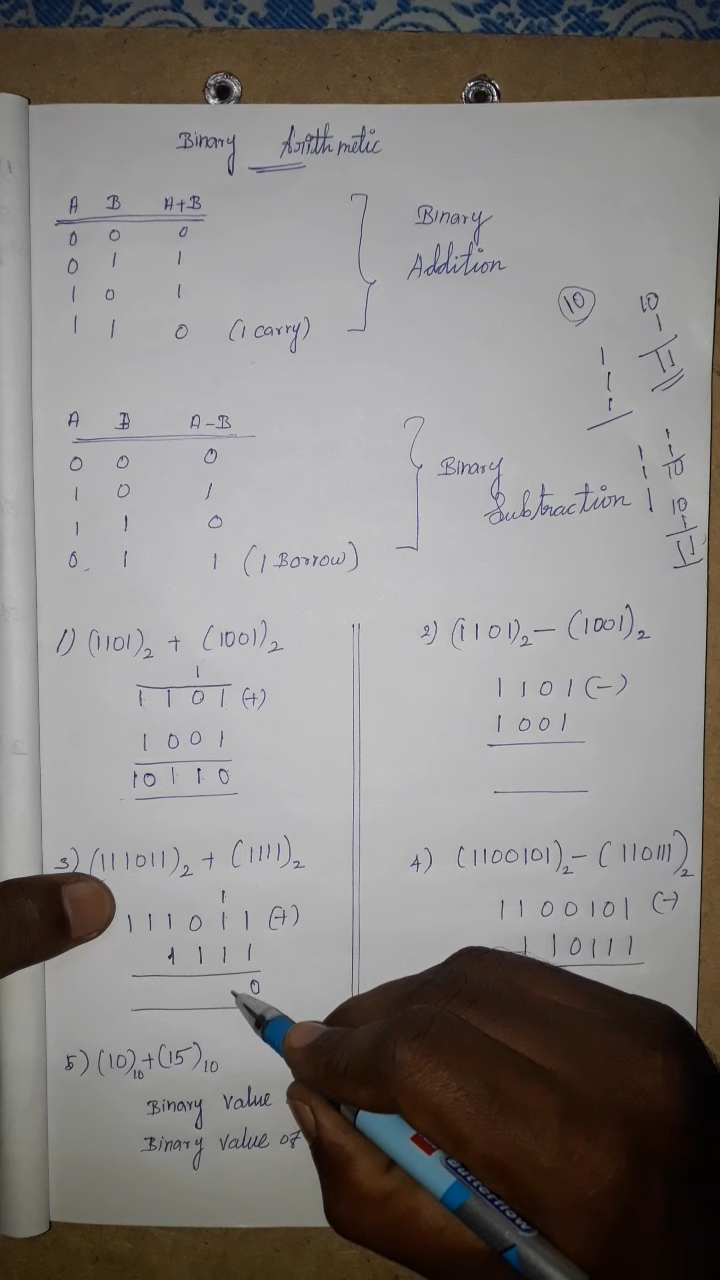 Binary Arithmetic
A B A+B
0 0 0
0 1 1
1 0 1
1 1 0 (1 carry)
Binary
Addition
10
10
A B A-B
0 0 0
1 0 1
1 1 0
0 1 1 (1 Borrow)
Binary
Subtraction
1) (1101)₂ + (1001)₂
1
1 1 0 1 (+)
1 0 0 1
1 0 1 1 0
2) (1101)₂ - (1001)₂
1 1 0 1 (-)
1 0 0 1
3) (111011)₂ + (1111)₂
1
1 1 1 0 1 1 (+)
1 1 1 1
0
4) (1100101)₂ - (110111)₂
1 1 0 0 1 0 1 (-)
1 1 0 1 1 1
5) (10)₁₀ + (15)₁₀
Binary value
Binary value of
Butterflow